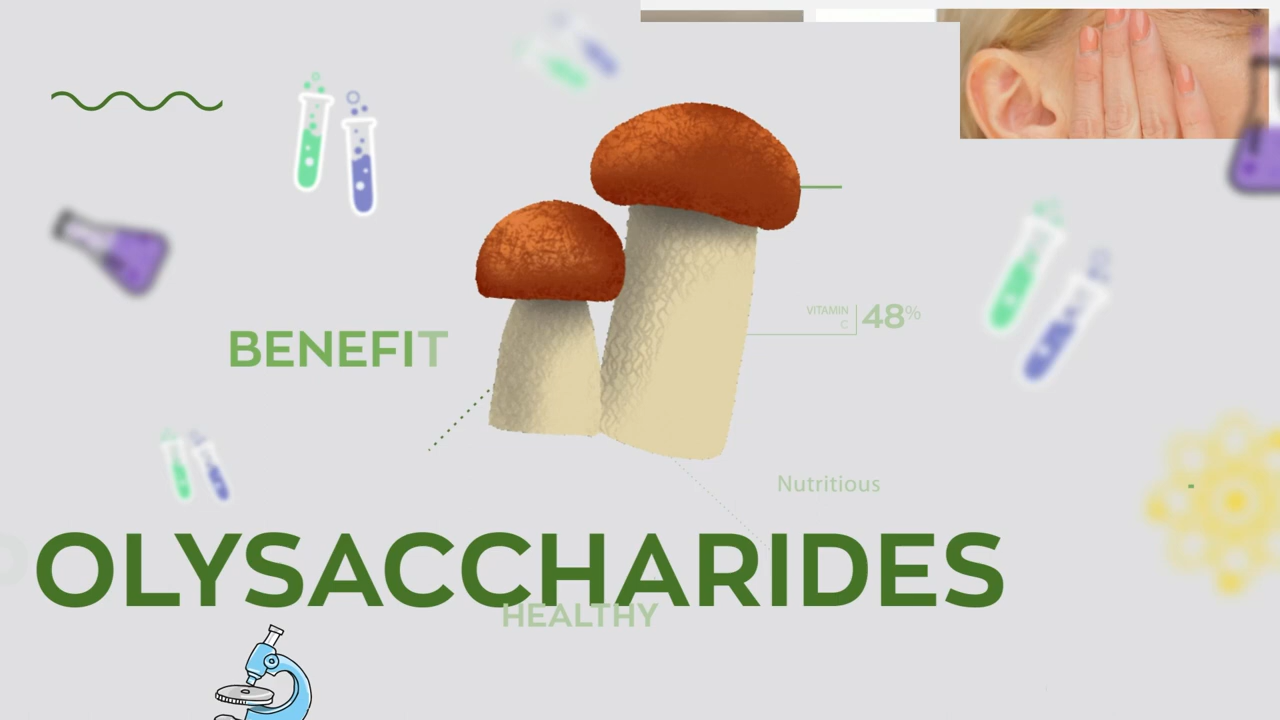 BENEFIT
VITAMIN
C
48%
Nutritious
OLYSACCHARIDES
HEALTHY